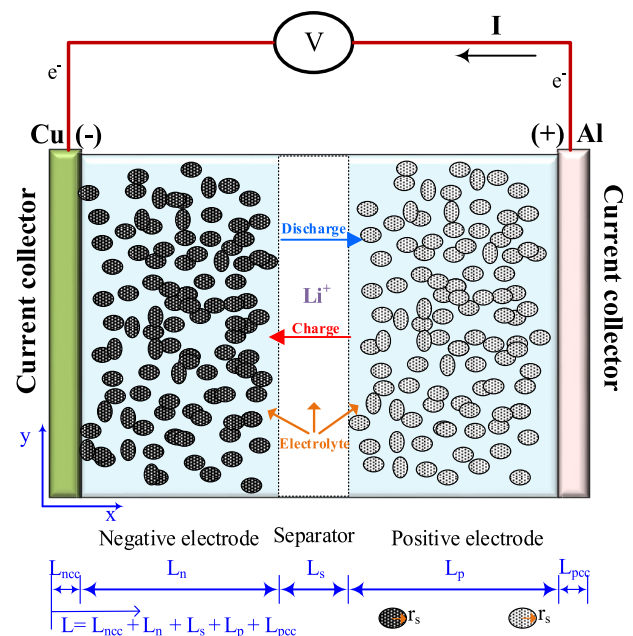 V
I
e-
e-
Cu (-)
(+) Al
Current collector
Current collector
Discharge
Li+
Charge
Electrolyte
y
x
Negative electrode
Separator
Positive electrode
Lncc
Ln
Ls
Lp
Lpcc
L= Lncc+Ln + Ls+Lp+Lpcc
rs
rs